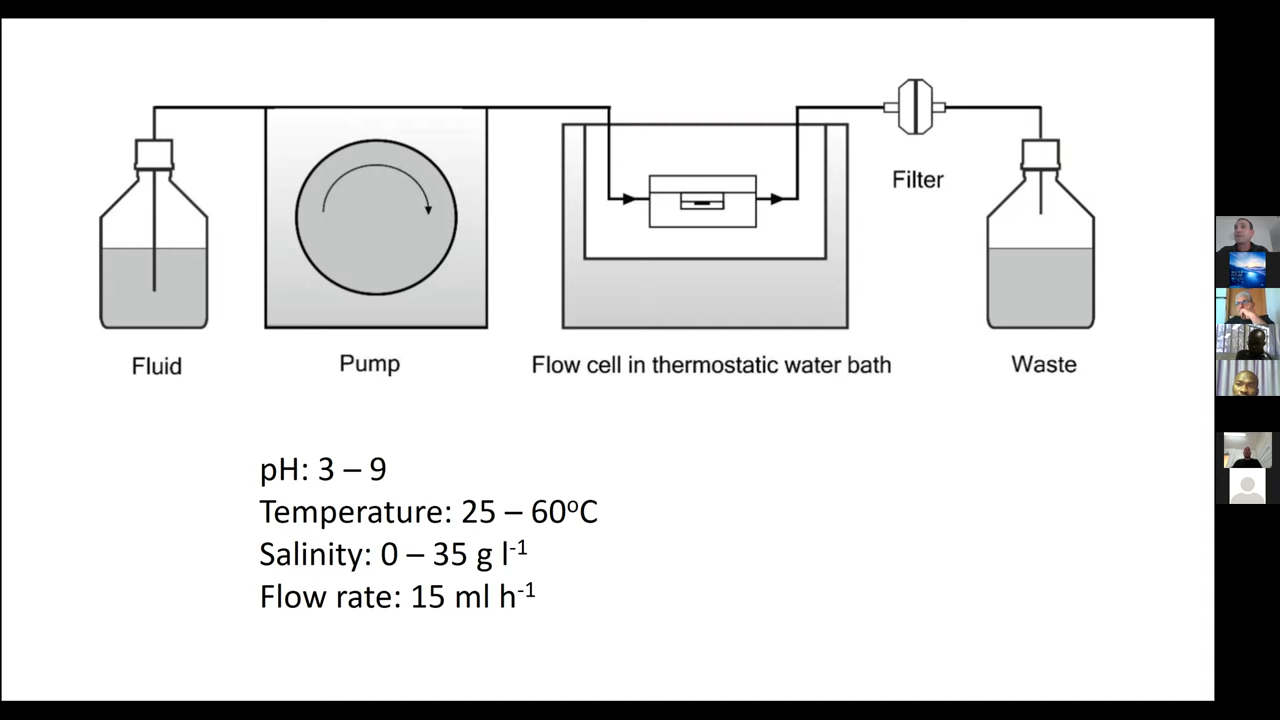 Filter
Fluid
Pump
Flow cell in thermostatic water bath
Waste
pH: 3 – 9
Temperature: 25 – 60ºC
Salinity: 0 – 35 g l⁻¹
Flow rate: 15 ml h⁻¹